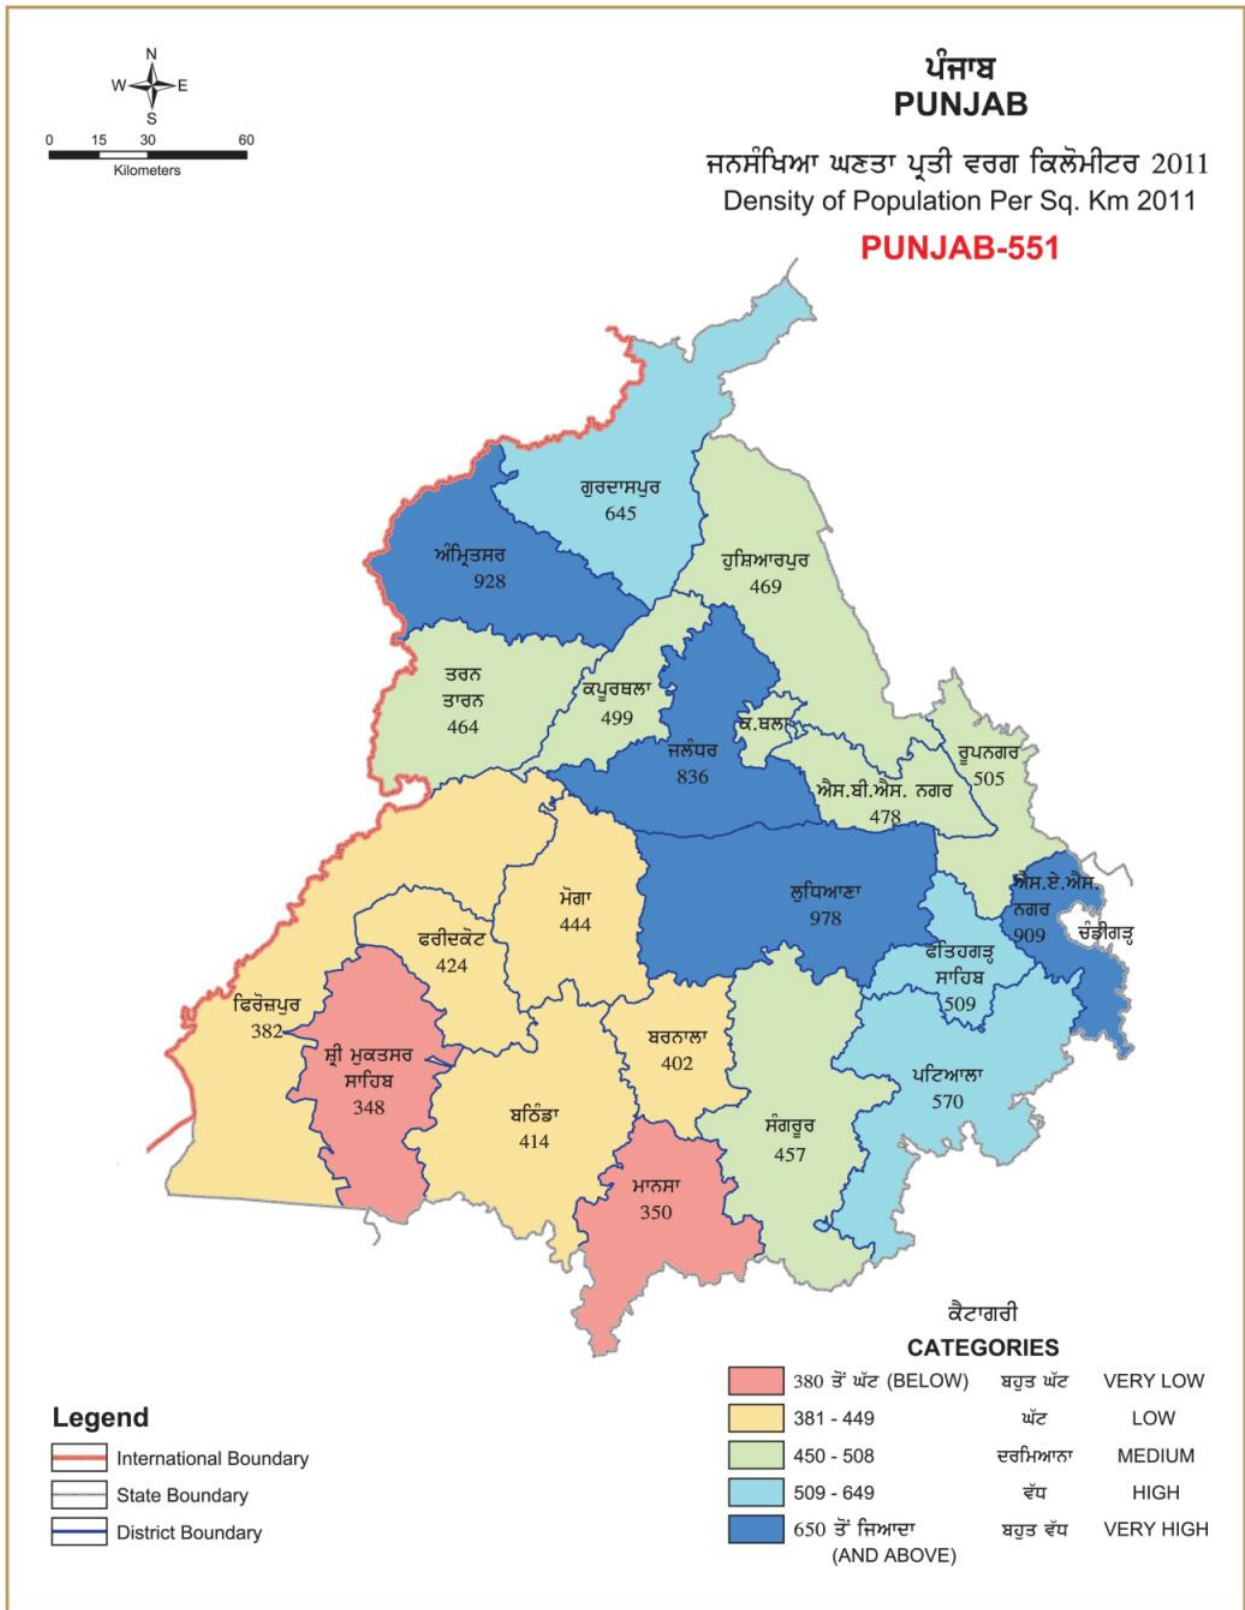 N
W E
S
0 15 30 60
Kilometers
ਪੰਜਾਬ
PUNJAB
ਜਨਸੰਖਿਆ ਘਣਤਾ ਪ੍ਰਤੀ ਵਰਗ ਕਿਲੋਮੀਟਰ 2011
Density of Population Per Sq. Km 2011
PUNJAB-551
ਗੁਰਦਾਸਪੁਰ
645
ਅੰਮ੍ਰਿਤਸਰ
928
ਹੁਸ਼ਿਆਰਪੁਰ
469
ਤਰਨ
ਤਾਰਨ
464
ਕਪੂਰਥਲਾ
499
ਕ.ਥਲਾ
ਜਲੰਧਰ
836
ਰੂਪਨਗਰ
505
ਐਸ.ਬੀ.ਐਸ. ਨਗਰ
478
ਮੋਗਾ
444
ਲੁਧਿਆਣਾ
978
ਐਸ.ਏ.ਐਸ.
ਨਗਰ
909
ਚੰਡੀਗੜ੍ਹ
ਫਰੀਦਕੋਟ
424
ਫਤਿਹਗੜ੍ਹ
ਸਾਹਿਬ
509
ਫਿਰੋਜ਼ਪੁਰ
382
ਸ਼੍ਰੀ ਮੁਕਤਸਰ
ਸਾਹਿਬ
348
ਬਰਨਾਲਾ
402
ਬਠਿੰਡਾ
414
ਪਟਿਆਲਾ
570
ਸੰਗਰੂਰ
457
ਮਾਨਸਾ
350
ਕੈਟਾਗਰੀ
CATEGORIES
380 ਤੋਂ ਘੱਟ (BELOW) ਬਹੁਤ ਘੱਟ VERY LOW
381 - 449 ਘੱਟ LOW
450 - 508 ਦਰਮਿਆਨਾ MEDIUM
509 - 649 ਵੱਧ HIGH
650 ਤੋਂ ਜਿਆਦਾ ਬਹੁਤ ਵੱਧ VERY HIGH
(AND ABOVE)
Legend
International Boundary
State Boundary
District Boundary